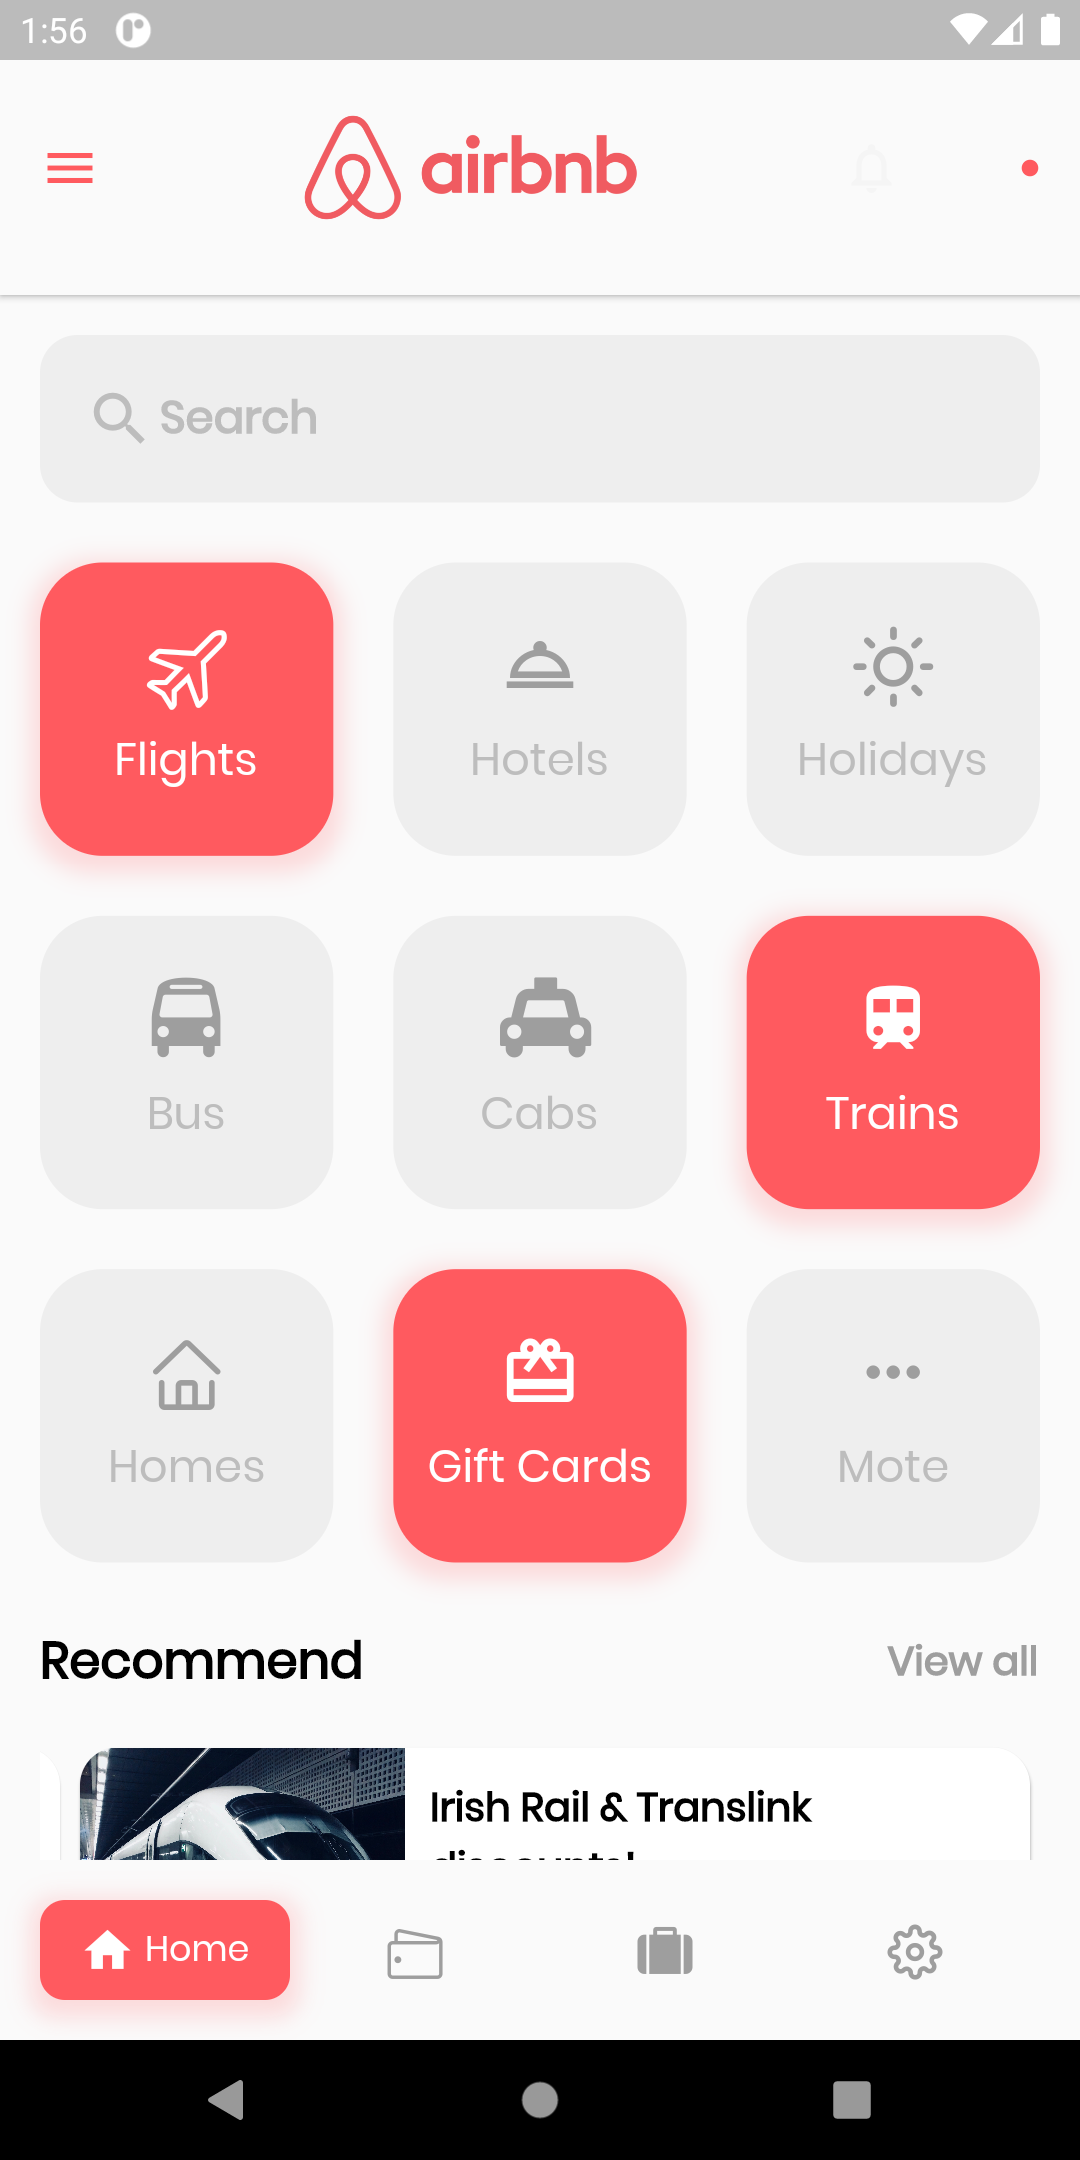 1:56
airbnb
Search
Flights
Hotels
Holidays
Bus
Cabs
Trains
Homes
Gift Cards
Mote
Recommend
View all
Irish Rail & Translink
discounts!
Home